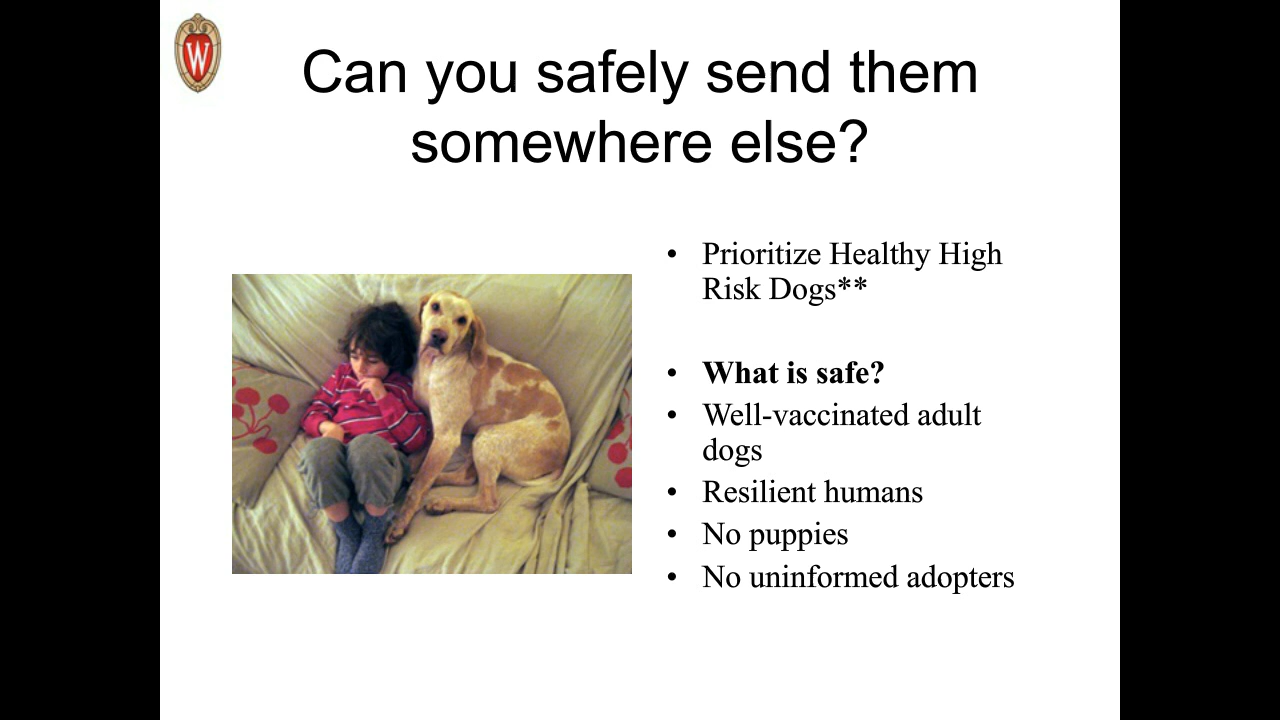 W
Can you safely send them
somewhere else?
• Prioritize Healthy High
Risk Dogs**
• What is safe?
• Well-vaccinated adult
dogs
• Resilient humans
• No puppies
• No uninformed adopters